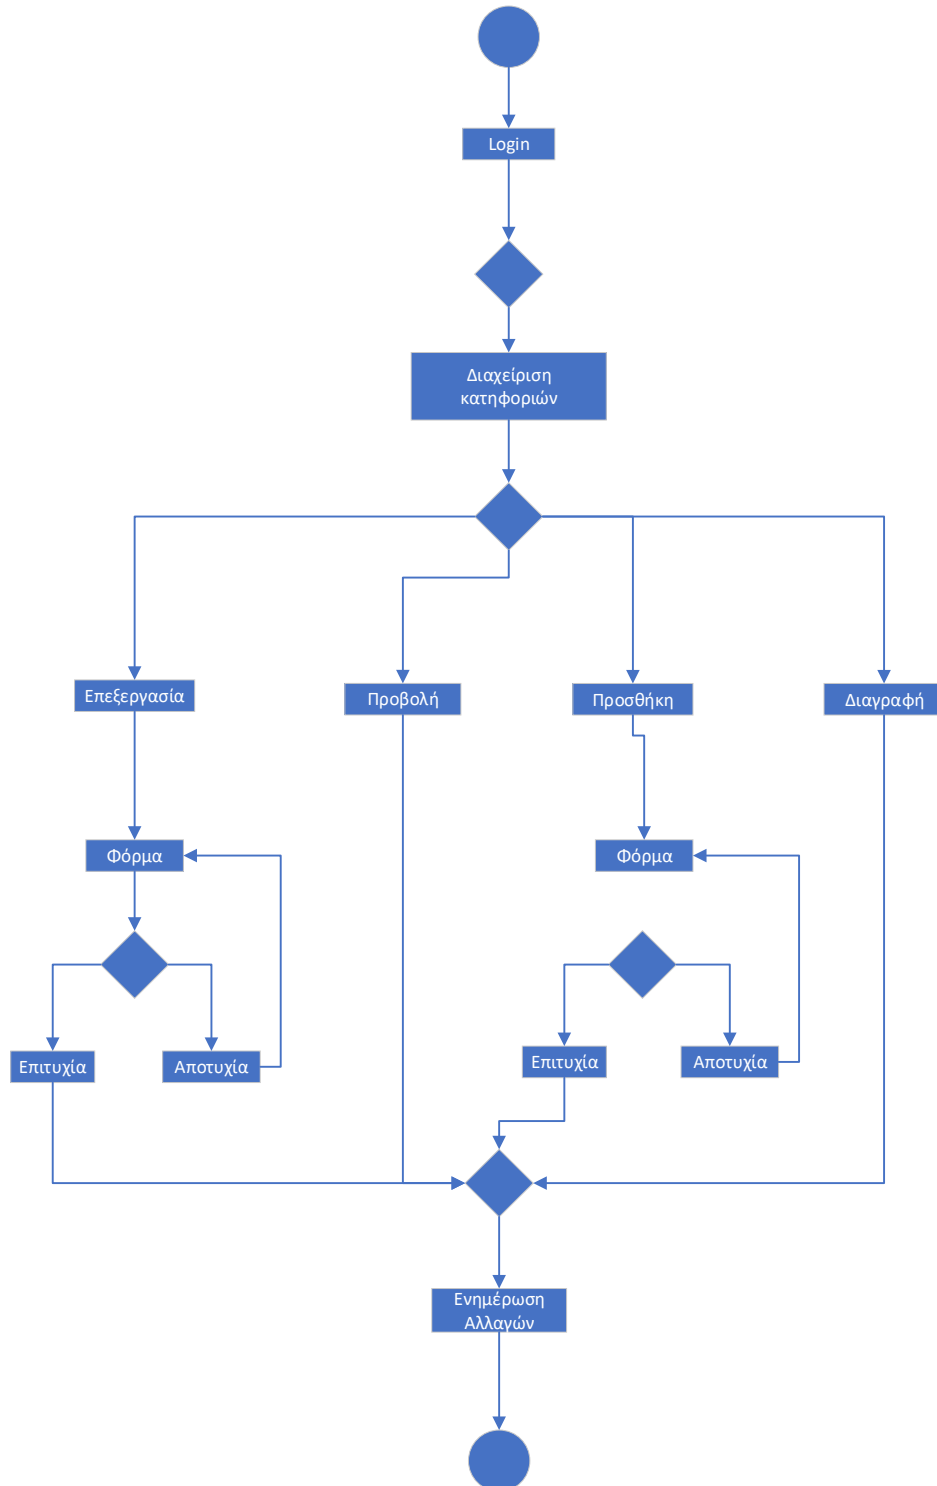 Login
Διαχείριση
κατηφοριών
Επεξεργασία
Προβολή
Προσθήκη
Διαγραφή
Φόρμα
Φόρμα
Επιτυχία
Αποτυχία
Επιτυχία
Αποτυχία
Ενημέρωση
Αλλαγών